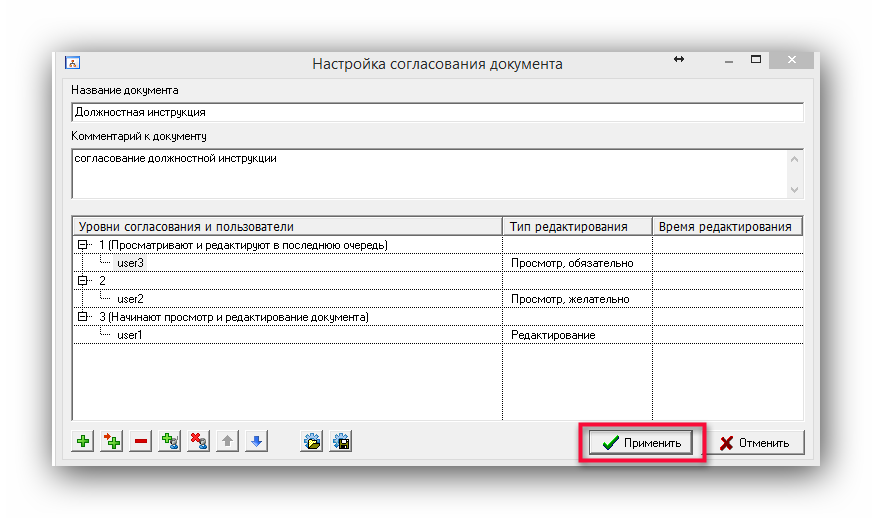 Настройка согласования документа
Название документа
Должностная инструкция
Комментарий к документу
согласование должностной инструкции
Уровни согласования и пользователи Тип редактирования Время редактирования
1 (Просматривают и редактируют в последнюю очередь)
user3 Просмотр, обязательно
2
user2 Просмотр, желательно
3 (Начинают просмотр и редактирование документа)
user1 Редактирование
Применить Отменить